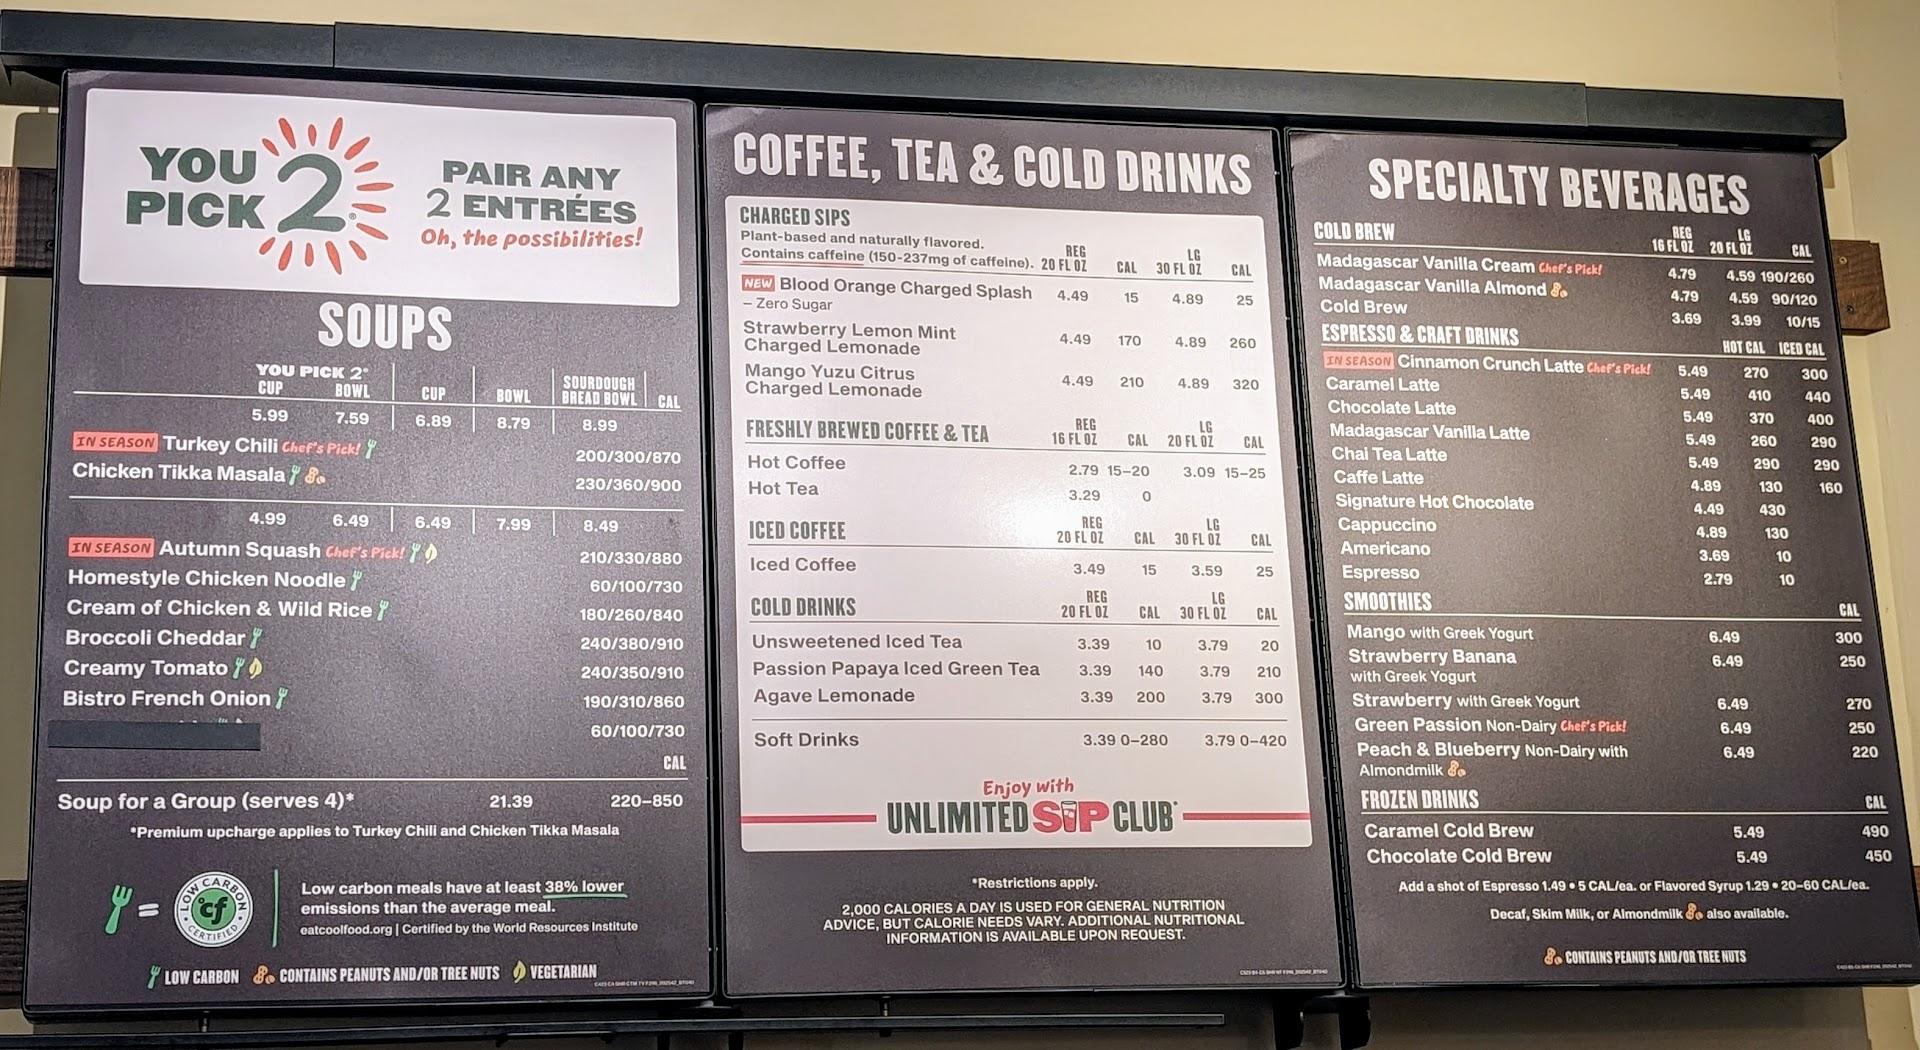 YOU
PICK 2®
PAIR ANY
2 ENTRÉES
Oh, the possibilities!
SOUPS
YOU PICK 2®
CUP BOWL CUP BOWL SOURDOUGH BREAD BOWL CAL
5.99 7.59 6.89 8.79 8.99
IN SEASON Turkey Chili Chef's Pick! 200/300/870
Chicken Tikka Masala 230/360/900
4.99 6.49 6.49 7.99 8.49
IN SEASON Autumn Squash Chef's Pick! 210/330/880
Homestyle Chicken Noodle 60/100/730
Cream of Chicken & Wild Rice 180/260/840
Broccoli Cheddar 240/380/910
Creamy Tomato 240/350/910
Bistro French Onion 190/310/860
60/100/730
CAL
Soup for a Group (serves 4)* 21.39 220-850
*Premium upcharge applies to Turkey Chili and Chicken Tikka Masala
= LOW CARBON cf CERTIFIED
Low carbon meals have at least 38% lower
emissions than the average meal.
eatcoolfood.org | Certified by the World Resources Institute
LOW CARBON CONTAINS PEANUTS AND/OR TREE NUTS VEGETARIAN
COFFEE, TEA & COLD DRINKS
CHARGED SIPS
Plant-based and naturally flavored.
Contains caffeine (150-237mg of caffeine). REG 20 FL OZ CAL LG 30 FL OZ CAL
NEW Blood Orange Charged Splash 4.49 15 4.89 25
– Zero Sugar
Strawberry Lemon Mint
Charged Lemonade 4.49 170 4.89 260
Mango Yuzu Citrus
Charged Lemonade 4.49 210 4.89 320
FRESHLY BREWED COFFEE & TEA REG 16 FL OZ CAL LG 20 FL OZ CAL
Hot Coffee 2.79 15–20 3.09 15–25
Hot Tea 3.29 0
ICED COFFEE REG 20 FL OZ CAL LG 30 FL OZ CAL
Iced Coffee 3.49 15 3.59 25
COLD DRINKS REG 20 FL OZ CAL LG 30 FL OZ CAL
Unsweetened Iced Tea 3.39 10 3.79 20
Passion Papaya Iced Green Tea 3.39 140 3.79 210
Agave Lemonade 3.39 200 3.79 300
Soft Drinks 3.39 0–280 3.79 0–420
Enjoy with
UNLIMITED SIP CLUB*
*Restrictions apply.
2,000 CALORIES A DAY IS USED FOR GENERAL NUTRITION
ADVICE, BUT CALORIE NEEDS VARY. ADDITIONAL NUTRITIONAL
INFORMATION IS AVAILABLE UPON REQUEST.
SPECIALTY BEVERAGES
COLD BREW REG 16 FL OZ LG 20 FL OZ CAL
Madagascar Vanilla Cream Chef's Pick! 4.79 4.59 190/260
Madagascar Vanilla Almond 4.79 4.59 90/120
Cold Brew 3.69 3.99 10/15
ESPRESSO & CRAFT DRINKS HOT CAL ICED CAL
IN SEASON Cinnamon Crunch Latte Chef's Pick! 5.49 270 300
Caramel Latte 5.49 410 440
Chocolate Latte 5.49 370 400
Madagascar Vanilla Latte 5.49 260 290
Chai Tea Latte 5.49 290 290
Caffe Latte 4.89 130 160
Signature Hot Chocolate 4.49 430
Cappuccino 4.89 130
Americano 3.69 10
Espresso 2.79 10
SMOOTHIES CAL
Mango with Greek Yogurt 6.49 300
Strawberry Banana 6.49 250
with Greek Yogurt
Strawberry with Greek Yogurt 6.49 270
Green Passion Non-Dairy Chef's Pick! 6.49 250
Peach & Blueberry Non-Dairy with 6.49 220
Almondmilk
FROZEN DRINKS CAL
Caramel Cold Brew 5.49 490
Chocolate Cold Brew 5.49 450
Add a shot of Espresso 1.49 • 5 CAL/ea. or Flavored Syrup 1.29 • 20–60 CAL/ea.
Decaf, Skim Milk, or Almondmilk also available.
CONTAINS PEANUTS AND/OR TREE NUTS